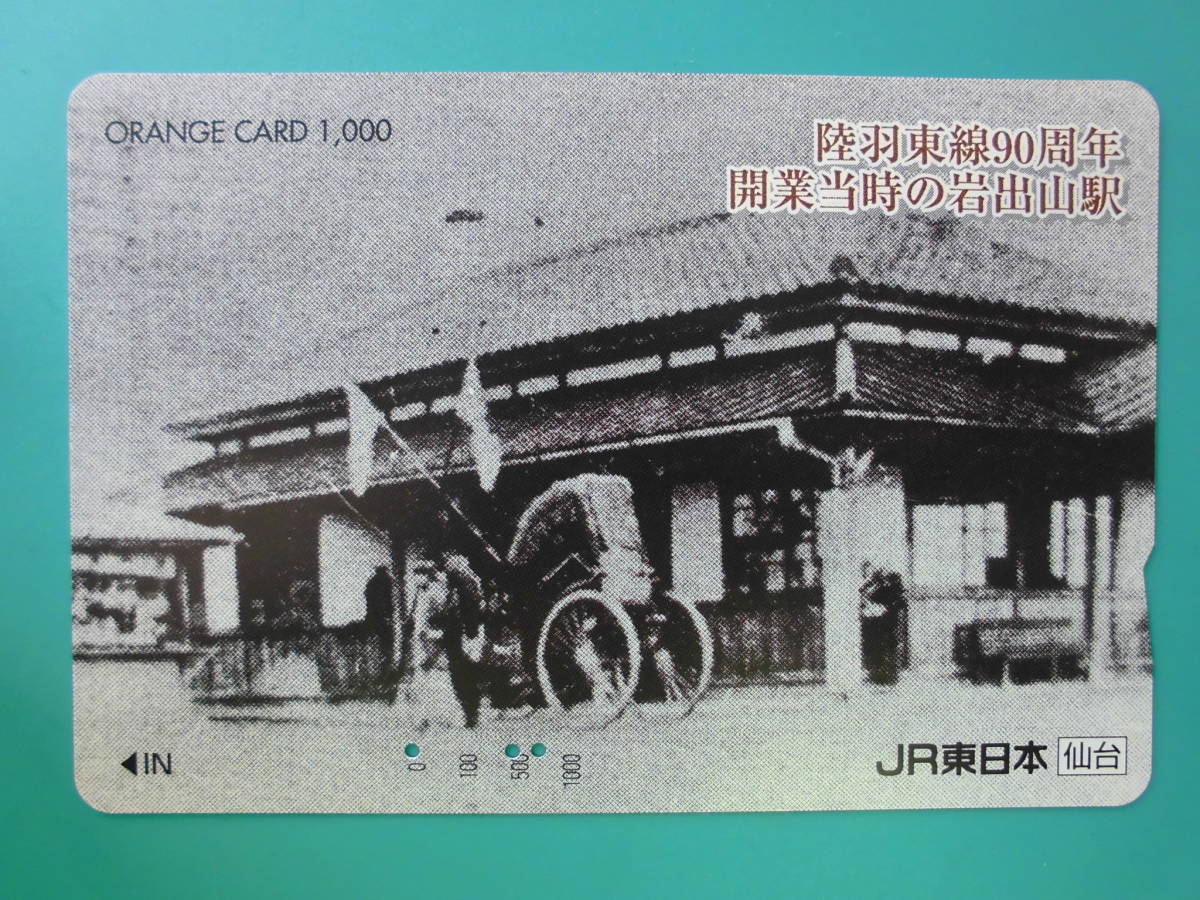 ORANGE CARD 1,000
陸羽東線90周年
開業当時の岩出山駅
◀IN
0
100
500
1000
JR東日本 仙台